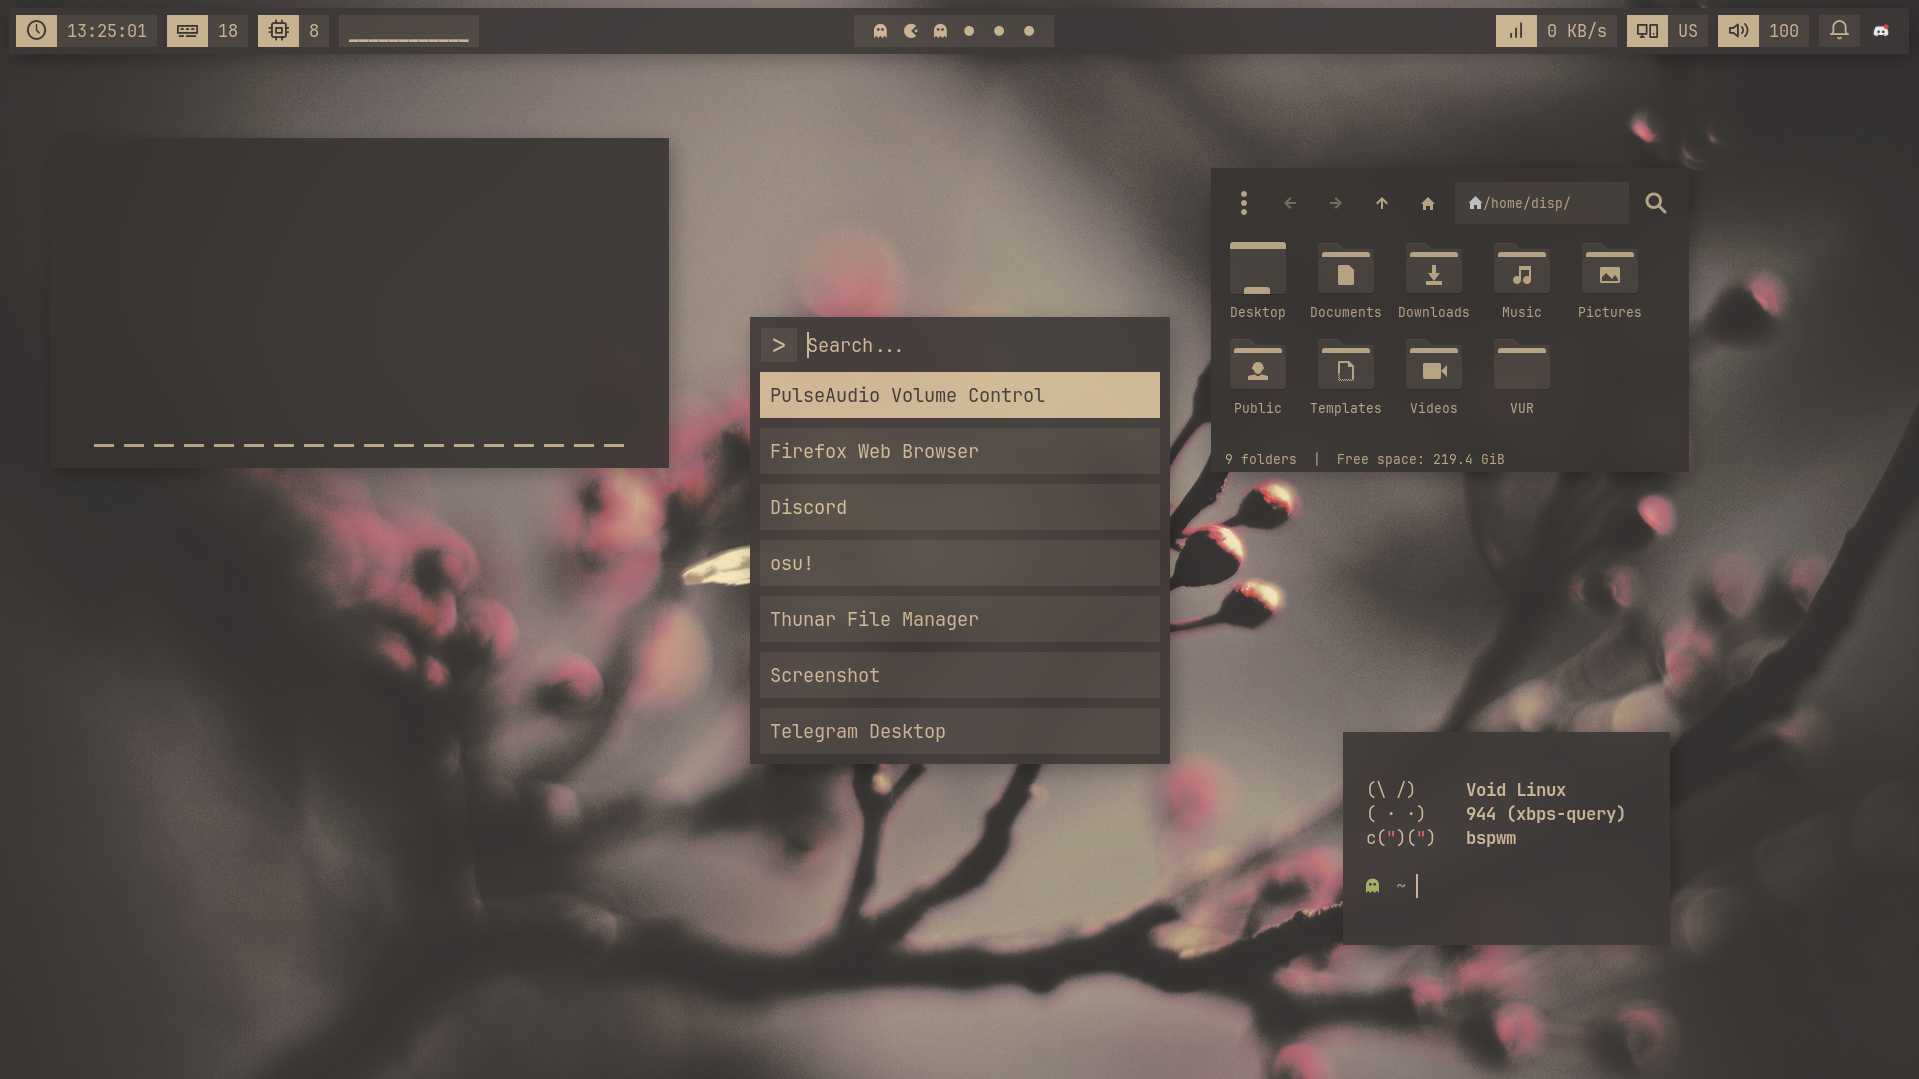 13:25:01
18
8
0 KB/s
US
100
> Search...
PulseAudio Volume Control
Firefox Web Browser
Discord
osu!
Thunar File Manager
Screenshot
Telegram Desktop
/home/disp/
Desktop Documents Downloads Music Pictures
Public Templates Videos VUR
9 folders | Free space: 219.4 GiB
(\ /) Void Linux
( · ·) 944 (xbps-query)
c(")(") bspwm
~